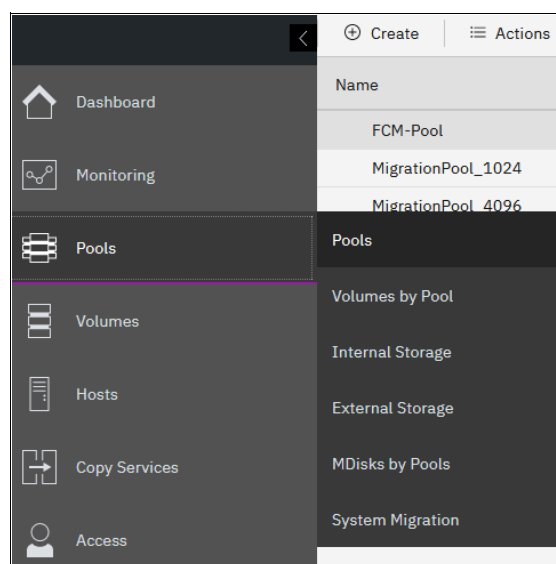 Create
Actions
Name
FCM-Pool
MigrationPool_1024
MigrationPool_4096
Dashboard
Monitoring
Pools
Volumes
Hosts
Copy Services
Access
Pools
Volumes by Pool
Internal Storage
External Storage
MDisks by Pools
System Migration